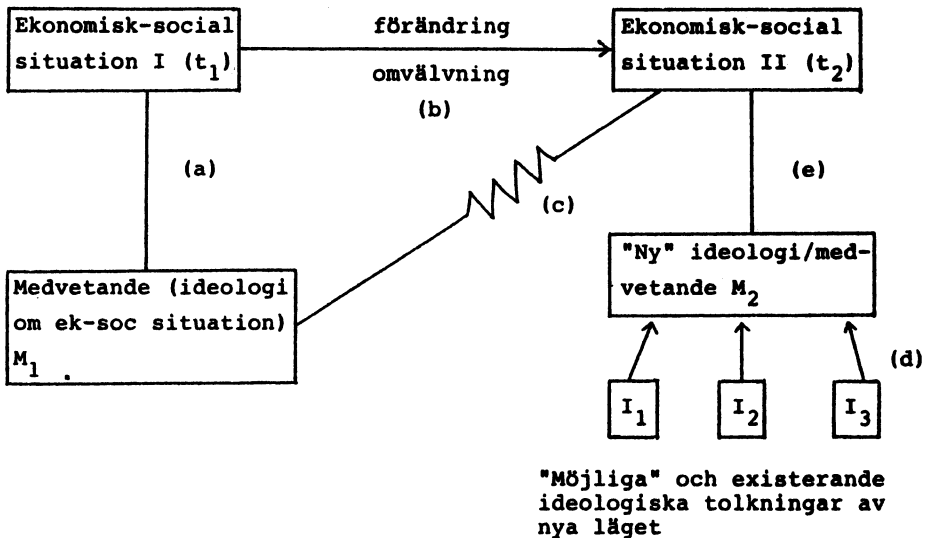 Ekonomisk-social
situation I (t₁)
förändring
omvälvning
(b)
Ekonomisk-social
situation II (t₂)
(a)
(c)
(e)
Medvetande (ideologi
om ek-soc situation)
M₁
"Ny" ideologi/med-
vetande M₂
(d)
I₁
I₂
I₃
"Möjliga" och existerande
ideologiska tolkningar av
nya läget